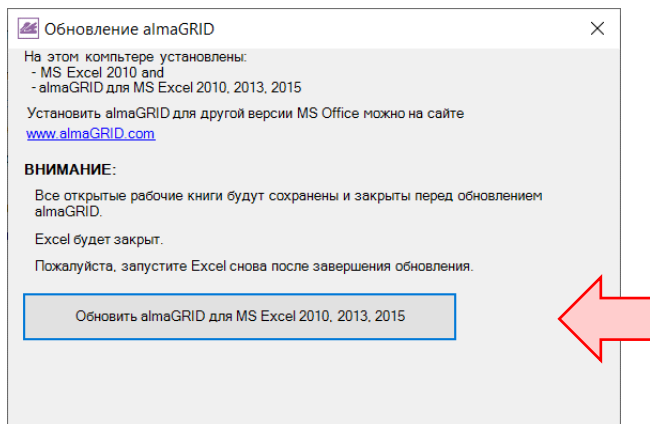 Обновление almaGRID
На этом компьтере установлены:
- MS Excel 2010 and
- almaGRID для MS Excel 2010, 2013, 2015
Установить almaGRID для другой версии MS Office можно на сайте
www.almaGRID.com
ВНИМАНИЕ:
Все открытые рабочие книги будут сохранены и закрыты перед обновлением
almaGRID.
Excel будет закрыт.
Пожалуйста, запустите Excel снова после завершения обновления.
Обновить almaGRID для MS Excel 2010, 2013, 2015